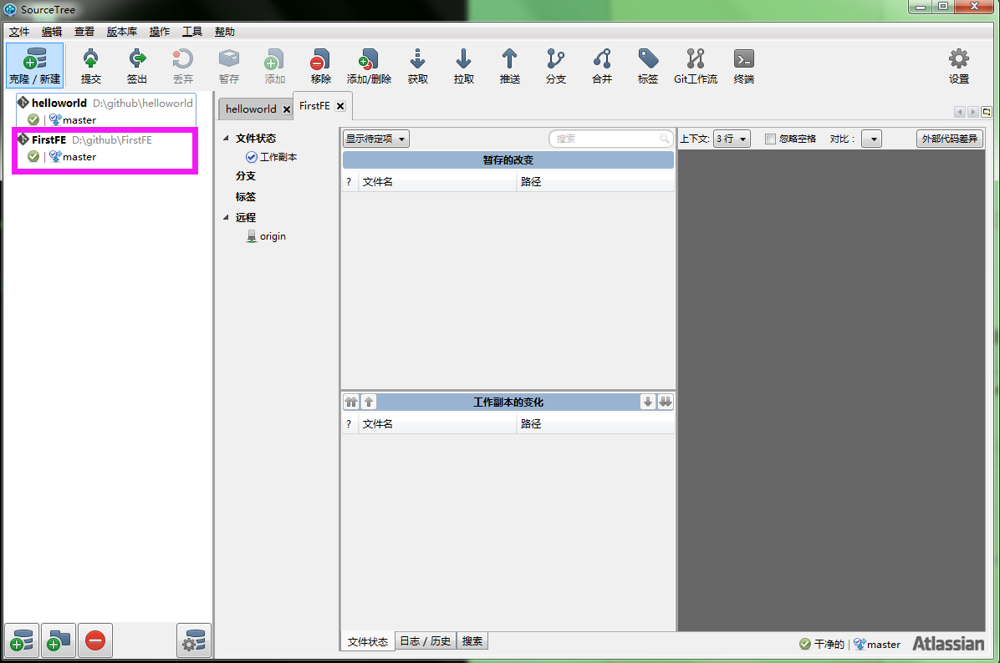 SourceTree
文件 编辑 查看 版本库 操作 工具 帮助
克隆 / 新建 提交 签出 丢弃 暂存 添加 移除 添加/删除 获取 拉取 推送 分支 合并 标签 Git工作流 终端 设置
helloworld D:\github\helloworld
master
FirstFE D:\github\FirstFE
master
helloworld FirstFE
文件状态
工作副本
分支
标签
远程
origin
显示待定项 搜索
暂存的改变
? 文件名 路径
工作副本的变化
? 文件名 路径
上下文: 3 行 忽略空格 对比： 外部代码差异
文件状态 日志 / 历史 搜索
干净的 master Atlassian